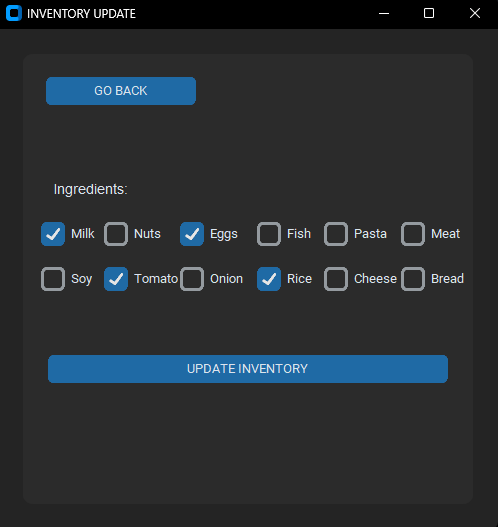 INVENTORY UPDATE
GO BACK
Ingredients:
Milk Nuts Eggs Fish Pasta Meat
Soy Tomato Onion Rice Cheese Bread
UPDATE INVENTORY